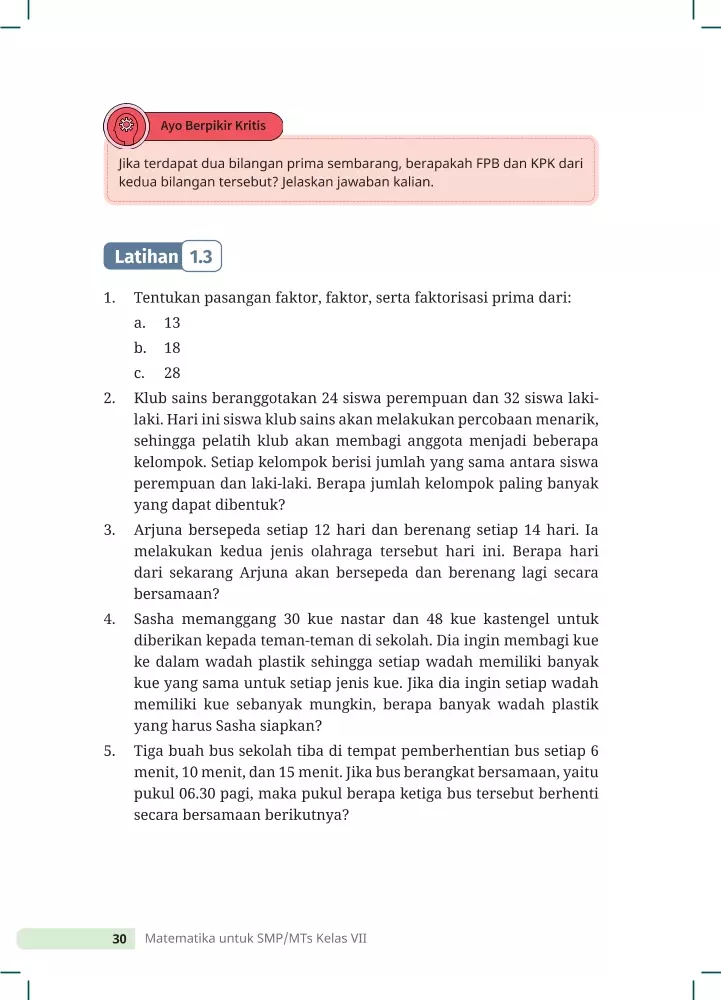 Ayo Berpikir Kritis
Jika terdapat dua bilangan prima sembarang, berapakah FPB dan KPK dari
kedua bilangan tersebut? Jelaskan jawaban kalian.
Latihan 1.3
1. Tentukan pasangan faktor, faktor, serta faktorisasi prima dari:
a. 13
b. 18
c. 28
2. Klub sains beranggotakan 24 siswa perempuan dan 32 siswa laki-
laki. Hari ini siswa klub sains akan melakukan percobaan menarik,
sehingga pelatih klub akan membagi anggota menjadi beberapa
kelompok. Setiap kelompok berisi jumlah yang sama antara siswa
perempuan dan laki-laki. Berapa jumlah kelompok paling banyak
yang dapat dibentuk?
3. Arjuna bersepeda setiap 12 hari dan berenang setiap 14 hari. Ia
melakukan kedua jenis olahraga tersebut hari ini. Berapa hari
dari sekarang Arjuna akan bersepeda dan berenang lagi secara
bersamaan?
4. Sasha memanggang 30 kue nastar dan 48 kue kastengel untuk
diberikan kepada teman-teman di sekolah. Dia ingin membagi kue
ke dalam wadah plastik sehingga setiap wadah memiliki banyak
kue yang sama untuk setiap jenis kue. Jika dia ingin setiap wadah
memiliki kue sebanyak mungkin, berapa banyak wadah plastik
yang harus Sasha siapkan?
5. Tiga buah bus sekolah tiba di tempat pemberhentian bus setiap 6
menit, 10 menit, dan 15 menit. Jika bus berangkat bersamaan, yaitu
pukul 06.30 pagi, maka pukul berapa ketiga bus tersebut berhenti
secara bersamaan berikutnya?
30 Matematika untuk SMP/MTs Kelas VII